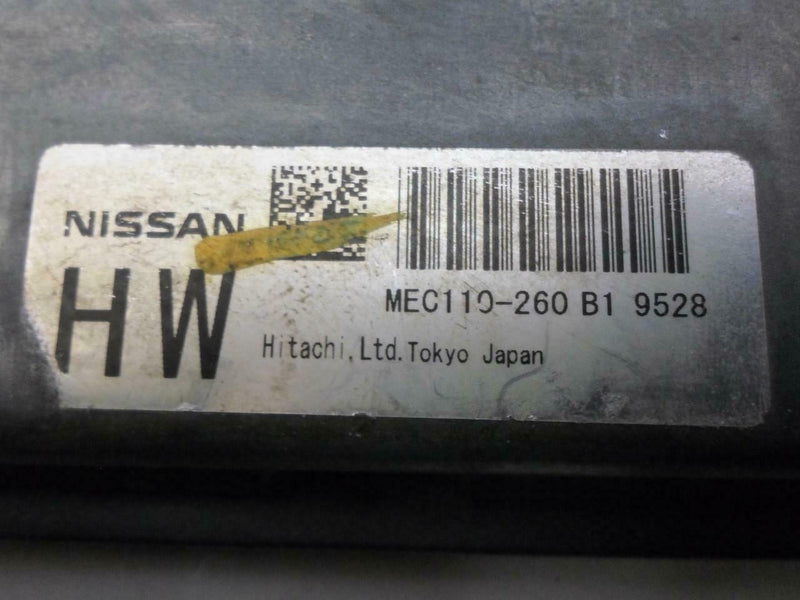 NISSAN
HW
MEC110-260 B1 9528
Hitachi,Ltd.Tokyo Japan